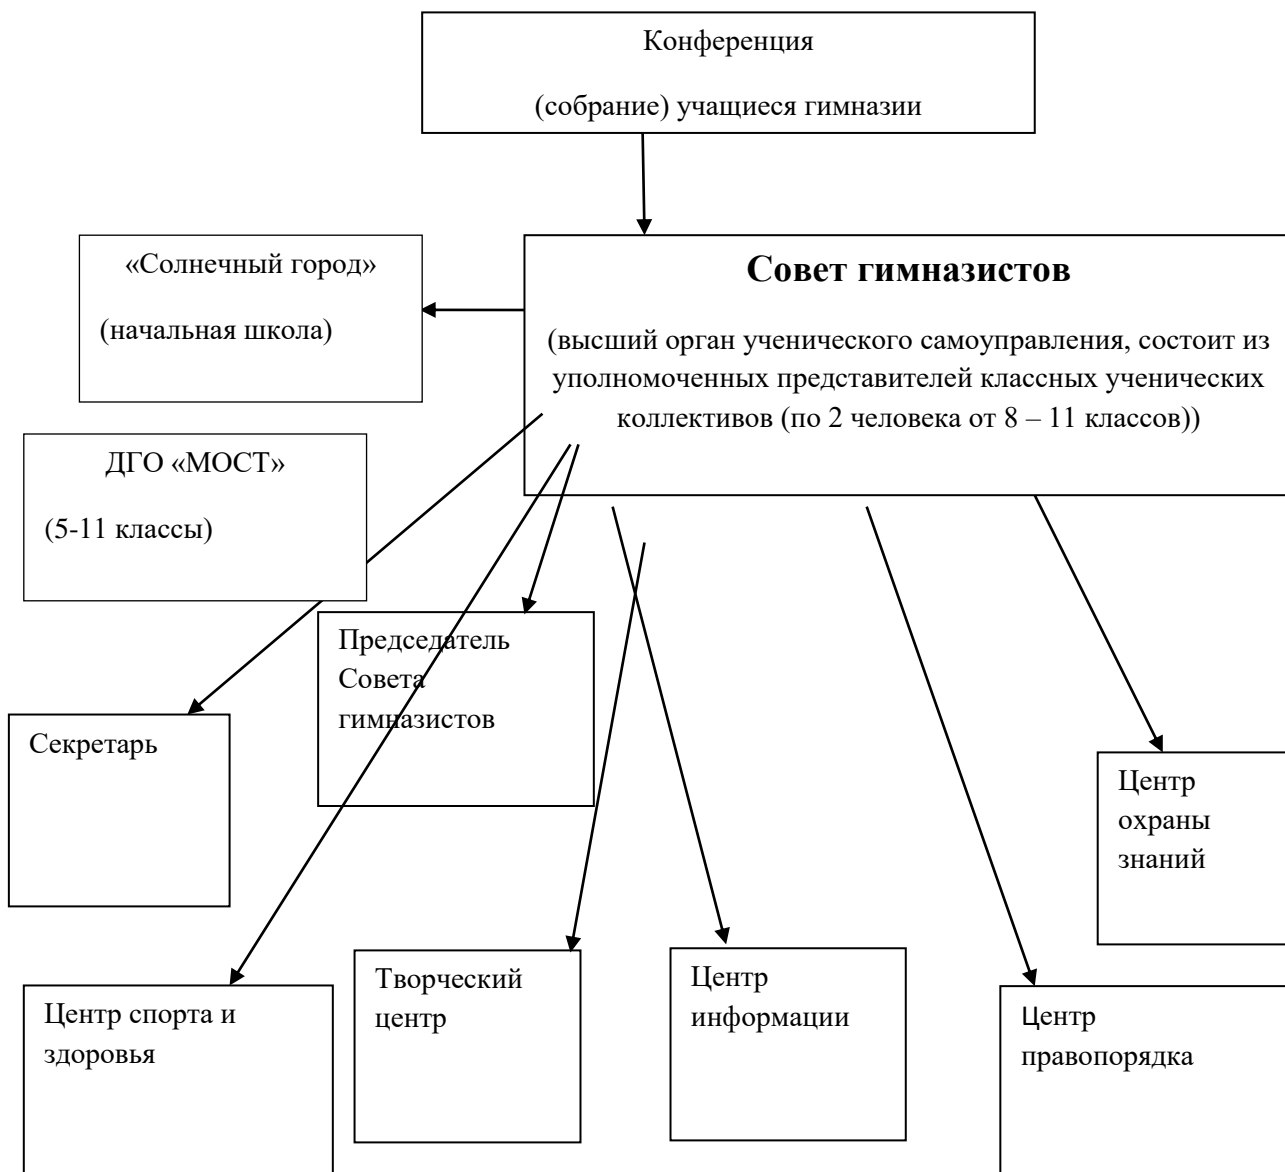 Конференция
(собрание) учащиеся гимназии
«Солнечный город»
(начальная школа)
Совет гимназистов
(высший орган ученического самоуправления, состоит из
уполномоченных представителей классных ученических
коллективов (по 2 человека от 8 – 11 классов))
ДГО «МОСТ»
(5-11 классы)
Председатель
Совета
гимназистов
Секретарь
Центр
охраны
знаний
Центр спорта и
здоровья
Творческий
центр
Центр
информации
Центр
правопорядка